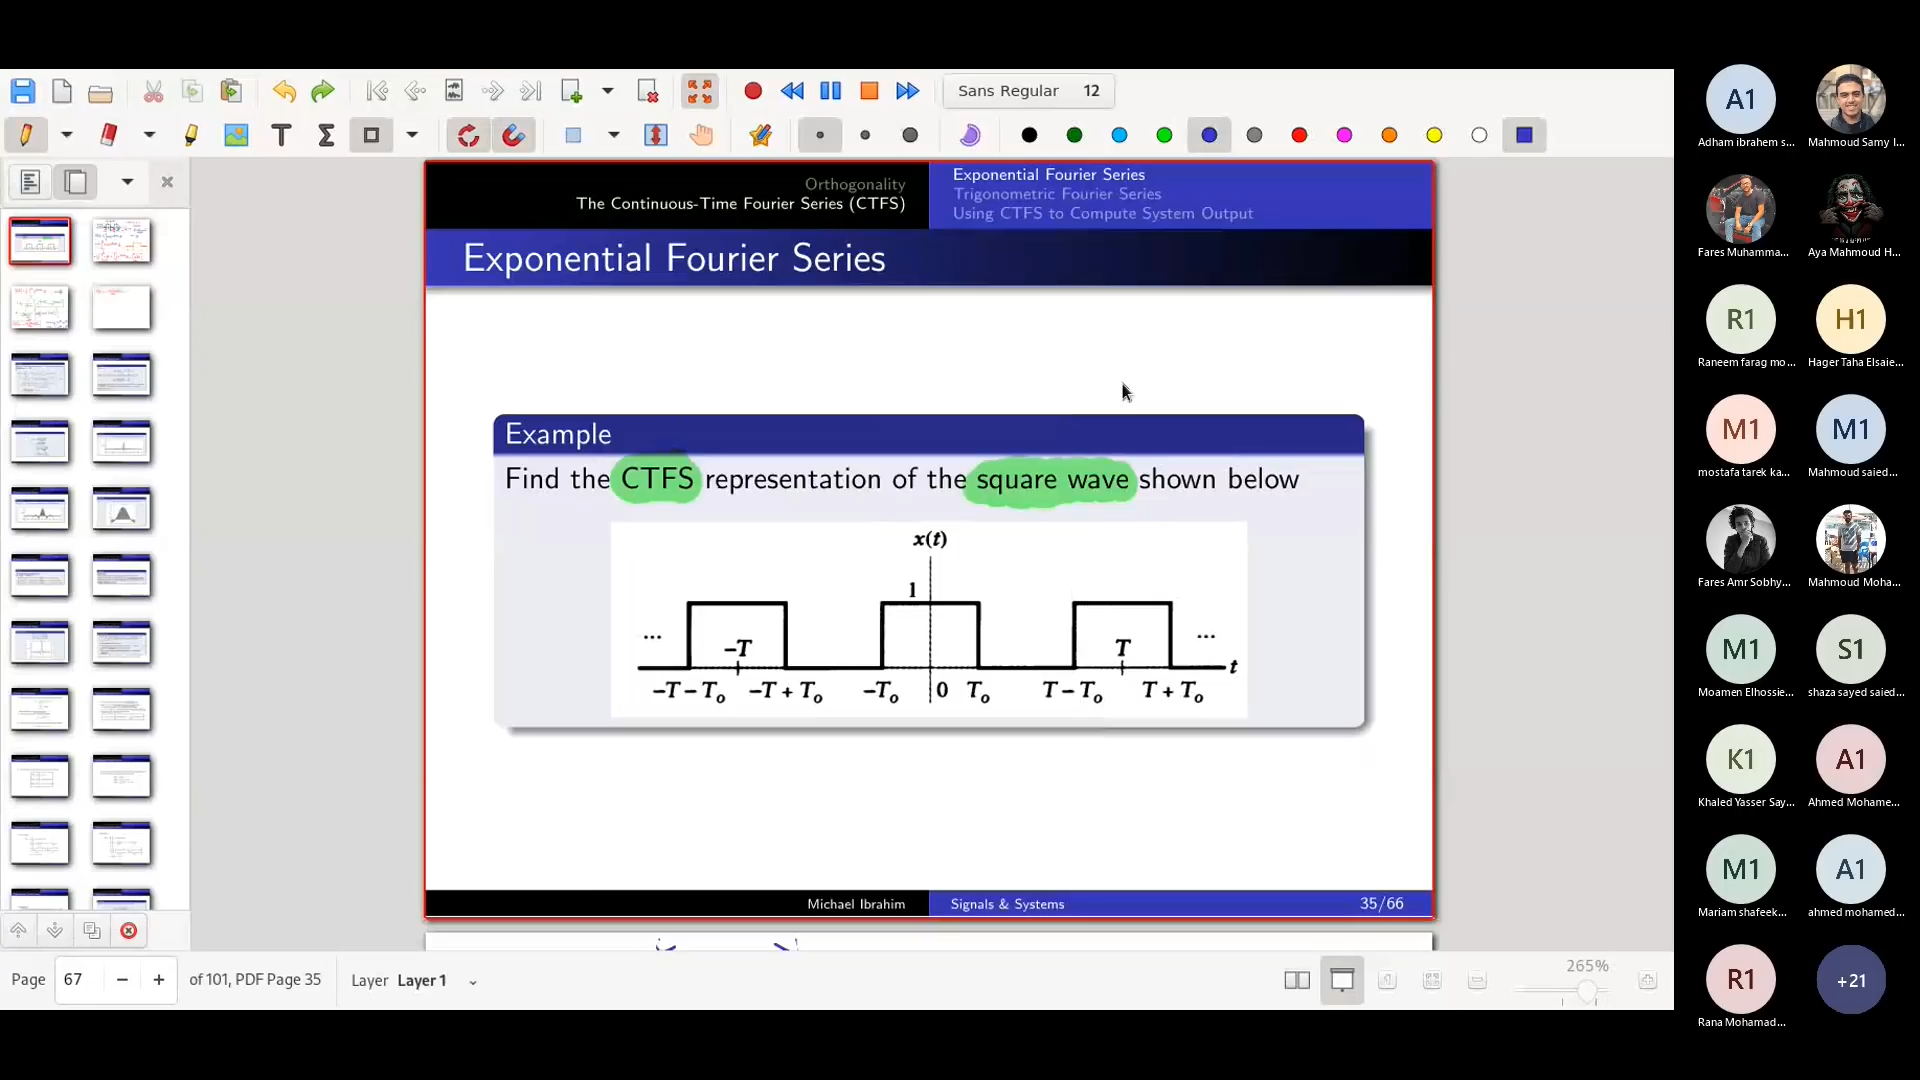 Sans Regular 12
Orthogonality
The Continuous-Time Fourier Series (CTFS)
Exponential Fourier Series
Trigonometric Fourier Series
Using CTFS to Compute System Output
Exponential Fourier Series
Example
Find the CTFS representation of the square wave shown below
x(t)
1
... −T T ...
t
−T − To −T + To −To 0 To T − To T + To
Michael Ibrahim Signals & Systems 35/66
Page 67 of 101, PDF Page 35 Layer Layer 1
265%
A1
Adham ibrahem s... Mahmoud Samy I...
Fares Muhamma... Aya Mahmoud H...
R1 H1
Raneem farag mo... Hager Taha Elsaie...
M1 M1
mostafa tarek ka... Mahmoud saied...
Fares Amr Sobhy... Mahmoud Moha...
M1 S1
Moamen Elhossie... shaza sayed saied...
K1 A1
Khaled Yasser Say... Ahmed Mohame...
M1 A1
Mariam shafeek... ahmed mohamed...
R1 +21
Rana Mohamad...